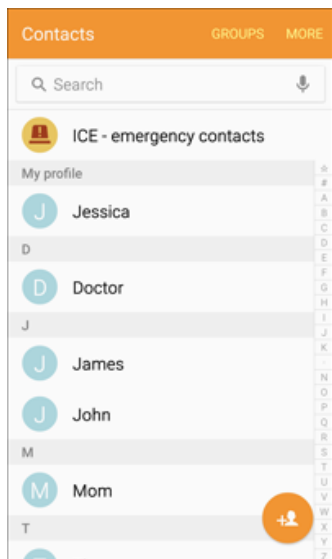 Contacts GROUPS MORE
Search
ICE - emergency contacts
My profile
J Jessica
D
D Doctor
J
J James
J John
M
M Mom
T
☆
#
A
B
C
D
E
F
G
H
I
J
K
N
O
P
Q
R
S
T
U
V
W
X
Y
Z